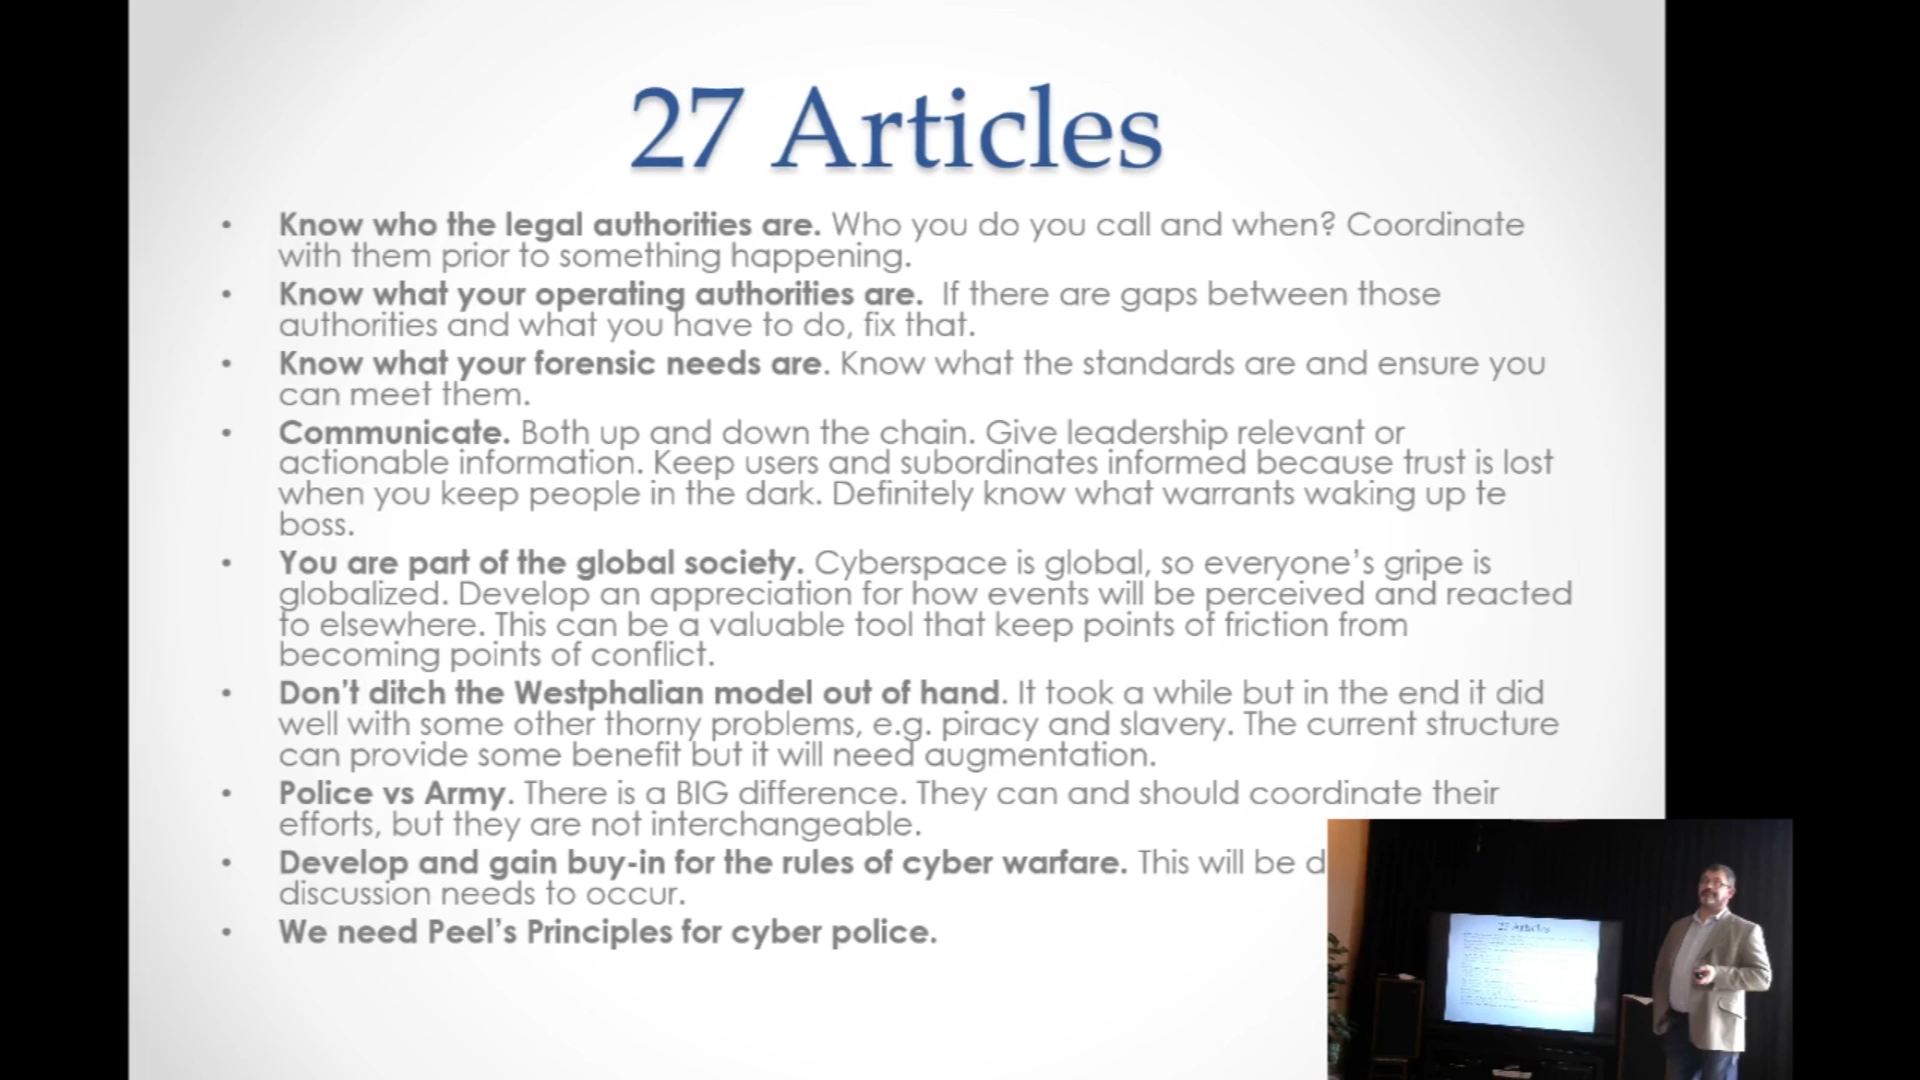 27 Articles
• Know who the legal authorities are. Who you do you call and when? Coordinate
with them prior to something happening.
• Know what your operating authorities are. If there are gaps between those
authorities and what you have to do, fix that.
• Know what your forensic needs are. Know what the standards are and ensure you
can meet them.
• Communicate. Both up and down the chain. Give leadership relevant or
actionable information. Keep users and subordinates informed because trust is lost
when you keep people in the dark. Definitely know what warrants waking up te
boss.
• You are part of the global society. Cyberspace is global, so everyone's gripe is
globalized. Develop an appreciation for how events will be perceived and reacted
to elsewhere. This can be a valuable tool that keep points of friction from
becoming points of conflict.
• Don't ditch the Westphalian model out of hand. It took a while but in the end it did
well with some other thorny problems, e.g. piracy and slavery. The current structure
can provide some benefit but it will need augmentation.
• Police vs Army. There is a BIG difference. They can and should coordinate their
efforts, but they are not interchangeable.
• Develop and gain buy-in for the rules of cyber warfare. This will be d
discussion needs to occur.
• We need Peel's Principles for cyber police.
27 Articles